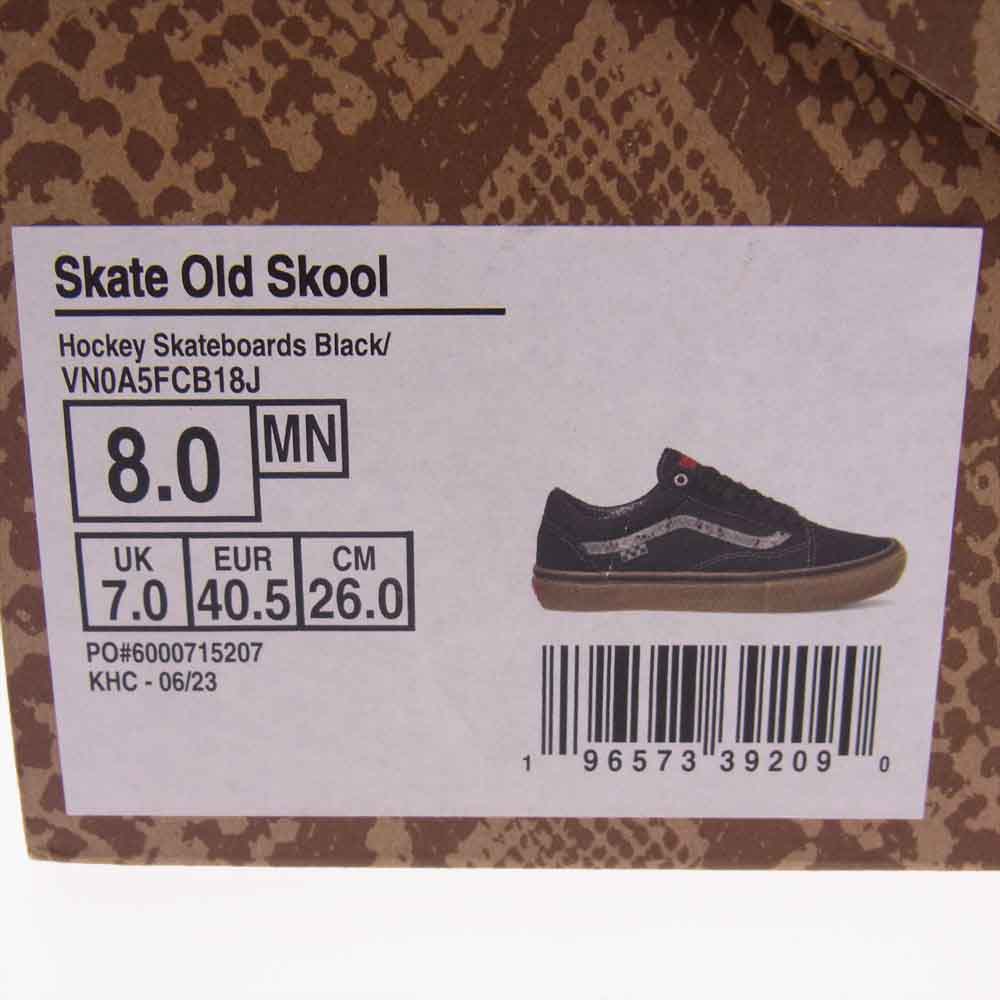 Skate Old Skool
Hockey Skateboards Black/
VN0A5FCB18J
8.0 MN
UK EUR CM
7.0 40.5 26.0
PO#6000715207
KHC - 06/23
1 96573 39209 0